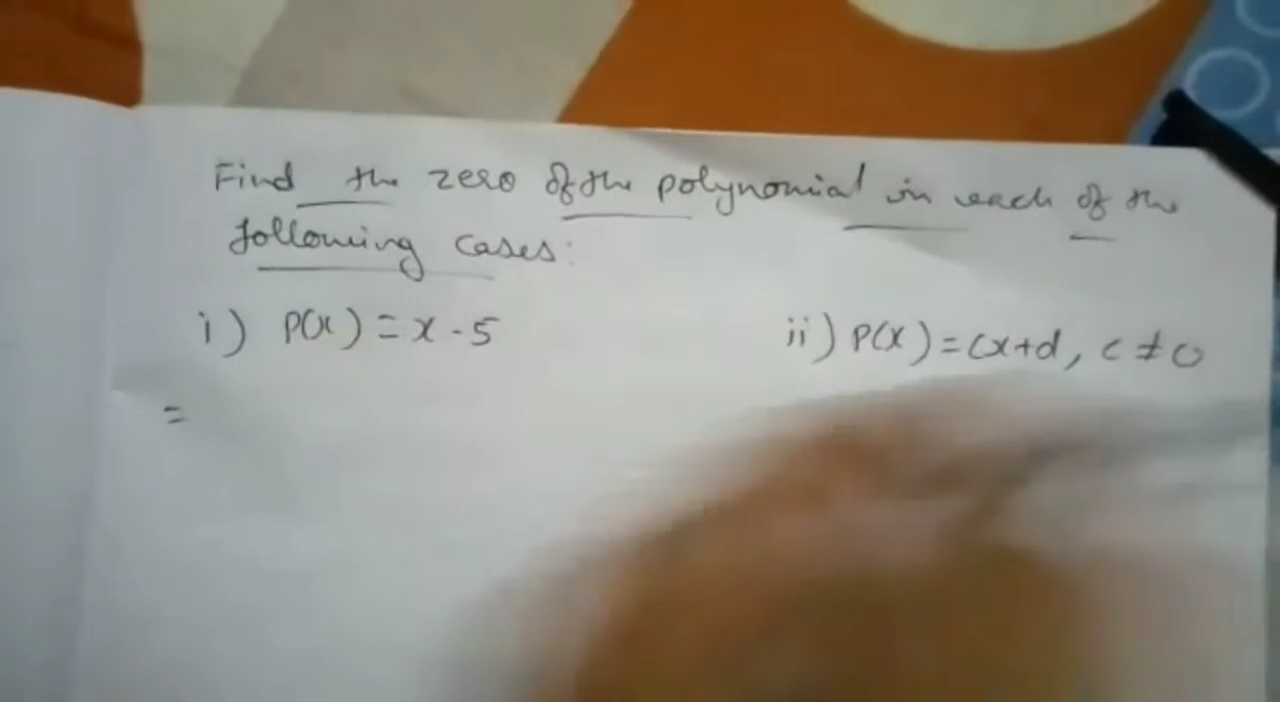 Find the zero of the polynomial in each of the
following cases:
i) P(x) = x - 5
ii) P(x) = cx+d, c ≠ 0
=